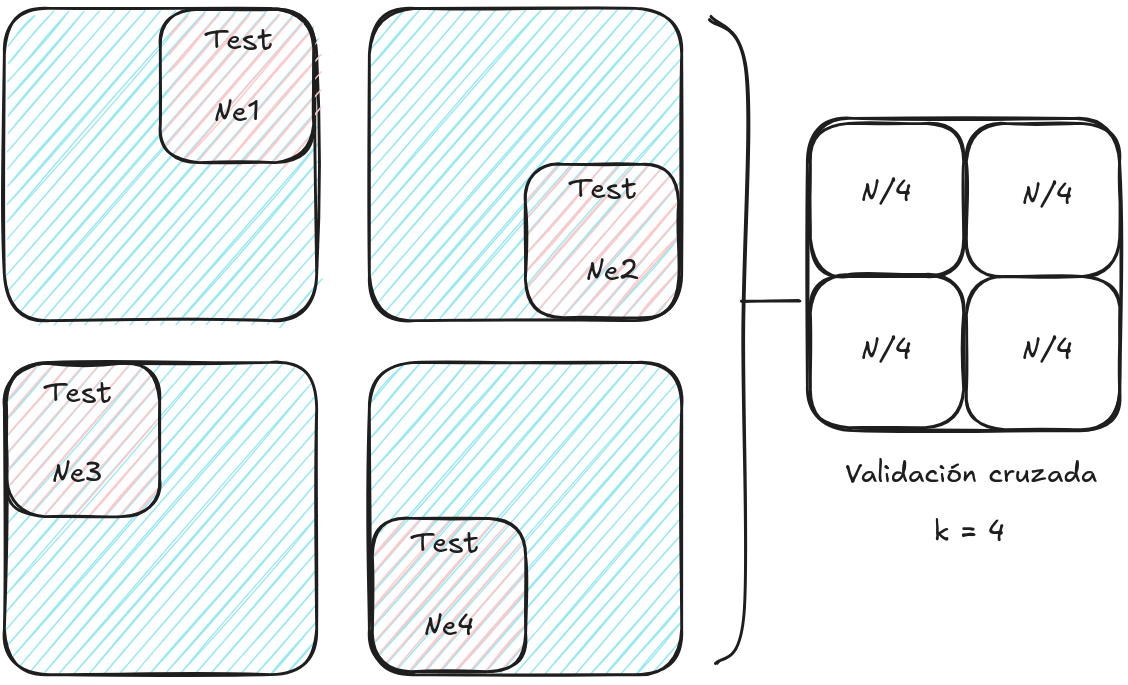 Test
Ne1
Test
Ne2
Test
Ne3
Test
Ne4
N/4
N/4
N/4
N/4
Validación cruzada
k = 4